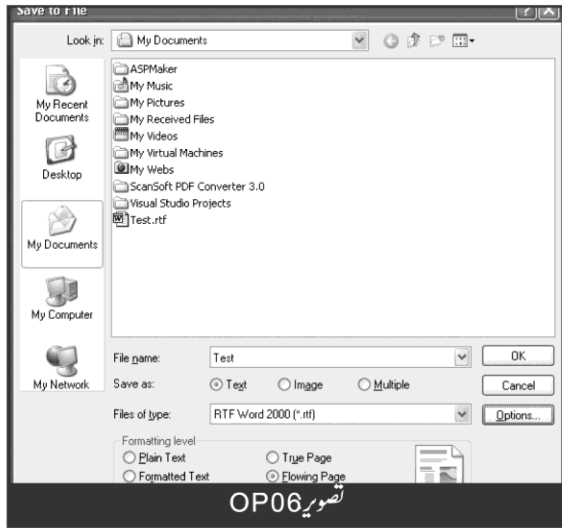 Save to File
Look in: My Documents
My Recent Documents
Desktop
My Documents
My Computer
My Network
ASPMaker
My Music
My Pictures
My Received Files
My Videos
My Virtual Machines
My Webs
ScanSoft PDF Converter 3.0
Visual Studio Projects
Test.rtf
File name: Test OK
Save as: Text Image Multiple Cancel
Files of type: RTF Word 2000 (*.rtf) Options...
Formatting level
Plain Text True Page
Formatted Text Flowing Page
تصویر OP06